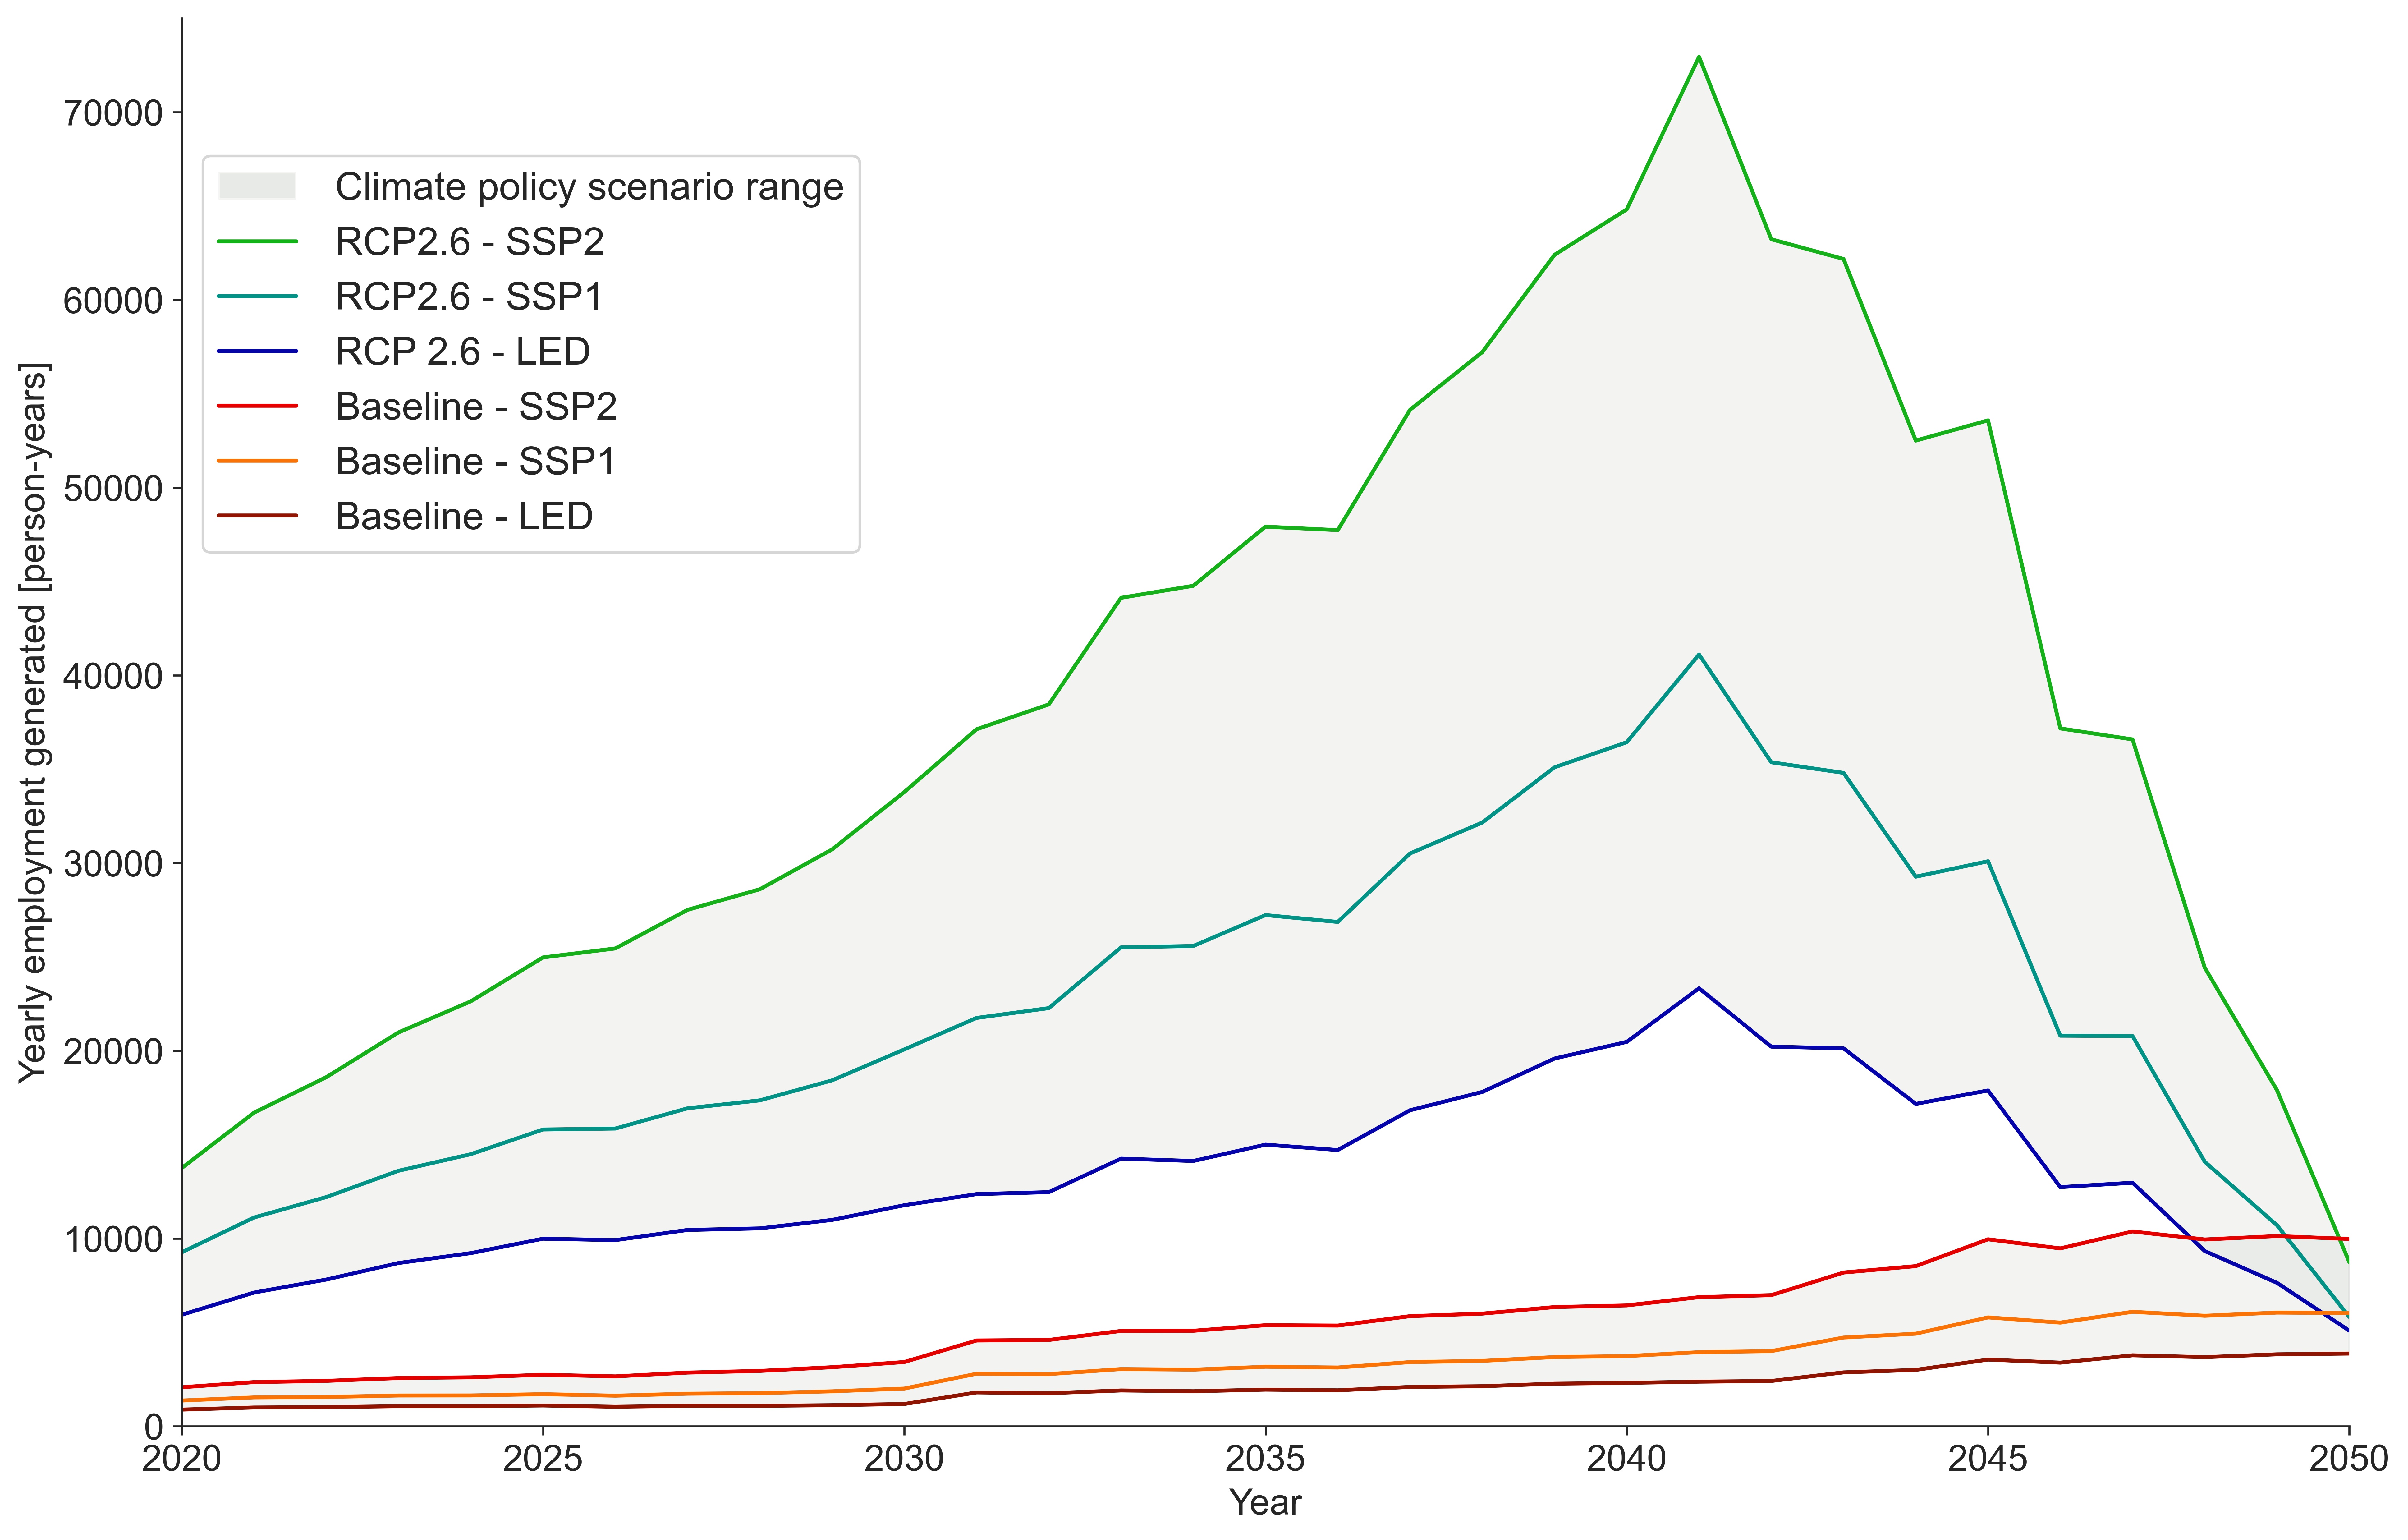 Yearly employment generated [person-years]
70000
60000
50000
40000
30000
20000
10000
0
Climate policy scenario range
RCP2.6 - SSP2
RCP2.6 - SSP1
RCP 2.6 - LED
Baseline - SSP2
Baseline - SSP1
Baseline - LED
2020 2025 2030 2035 2040 2045 2050
Year